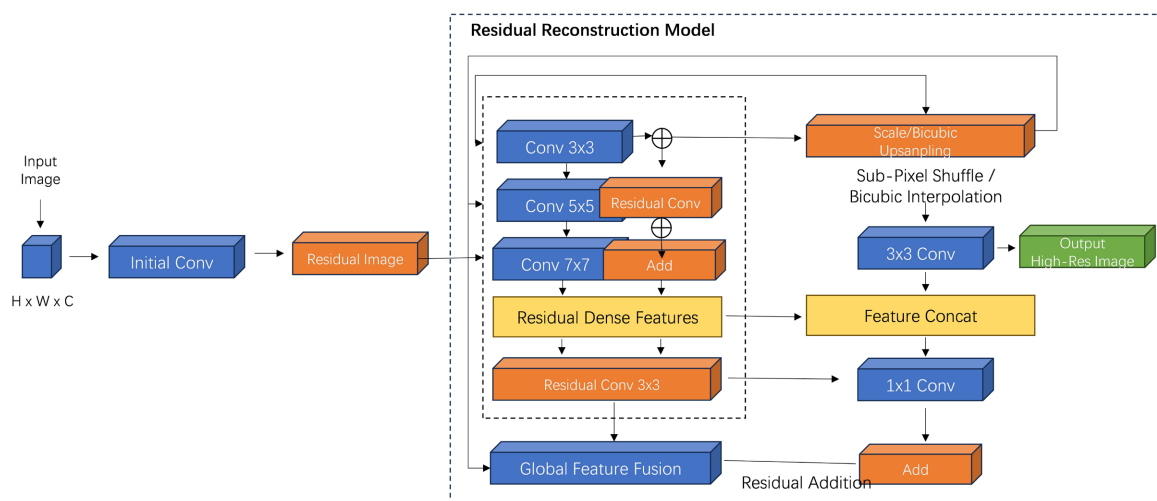 Residual Reconstruction Model
Input
Image
H x W x C
Initial Conv
Residual Image
Conv 3x3
Conv 5x5
Residual Conv
Conv 7x7
Add
Residual Dense Features
Residual Conv 3x3
Global Feature Fusion
Scale/Bicubic
Upsanpling
Sub-Pixel Shuffle /
Bicubic Interpolation
3x3 Conv
Output
High-Res Image
Feature Concat
1x1 Conv
Add
Residual Addition